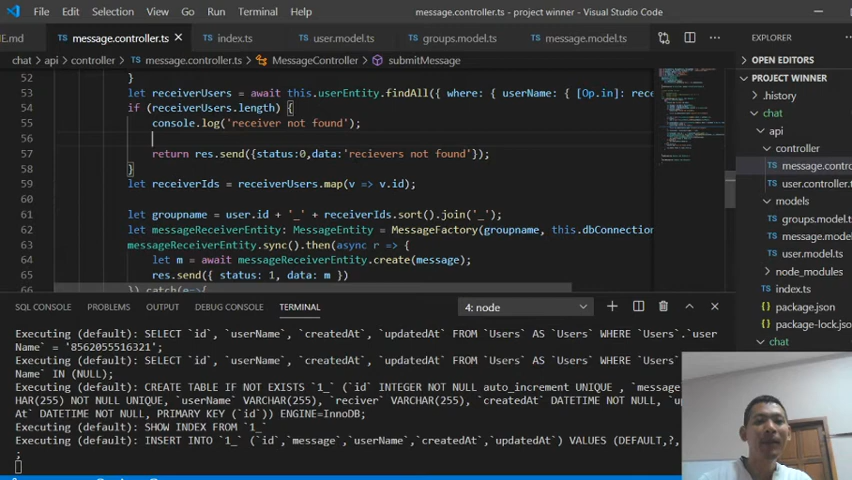 File Edit Selection View Go Run Terminal Help message.controller.ts - project winner - Visual Studio Code
E.md message.controller.ts index.ts user.model.ts groups.model.ts message.model.ts EXPLORER
chat > api > controller > message.controller.ts > MessageController > submitMessage
OPEN EDITORS
PROJECT WINNER
.history
chat
api
controller
message.contro
user.controller.t
models
groups.model.ts
message.model.
user.model.ts
node_modules
index.ts
package.json
package-lock.json
chat
52 }
53 let receiverUsers = await this.userEntity.findAll({ where: { userName: { [Op.in]: rece
54 if (receiverUsers.length) {
55 console.log('receiver not found');
56
57 return res.send({status:0,data:'recievers not found'});
58 }
59 let receiverIds = receiverUsers.map(v => v.id);
60
61 let groupname = user.id + '_' + receiverIds.sort().join('_');
62 let messageReceiverEntity: MessageEntity = MessageFactory(groupname, this.dbConnection
63 messageReceiverEntity.sync().then(async r => {
64 let m = await messageReceiverEntity.create(message);
65 res.send({ status: 1, data: m })
}).catch(e=>{
SQL CONSOLE PROBLEMS OUTPUT DEBUG CONSOLE TERMINAL 4: node
Executing (default): SELECT `id`, `userName`, `createdAt`, `updatedAt` FROM `Users` AS `Users` WHERE `Users`.`user
Name` = '8562055516321';
Executing (default): SELECT `id`, `userName`, `createdAt`, `updatedAt` FROM `Users` AS `Users` WHERE `Users`.`
Name` IN (NULL);
Executing (default): CREATE TABLE IF NOT EXISTS `1_` (`id` INTEGER NOT NULL auto_increment UNIQUE , `message
HAR(255) NOT NULL UNIQUE, `userName` VARCHAR(255), `reciver` VARCHAR(255), `createdAt` DATETIME NOT NULL,
At` DATETIME NOT NULL, PRIMARY KEY (`id`)) ENGINE=InnoDB;
Executing (default): SHOW INDEX FROM `1_`
Executing (default): INSERT INTO `1_` (`id`,`message`,`userName`,`createdAt`,`updatedAt`) VALUES (DEFAULT,?,
;